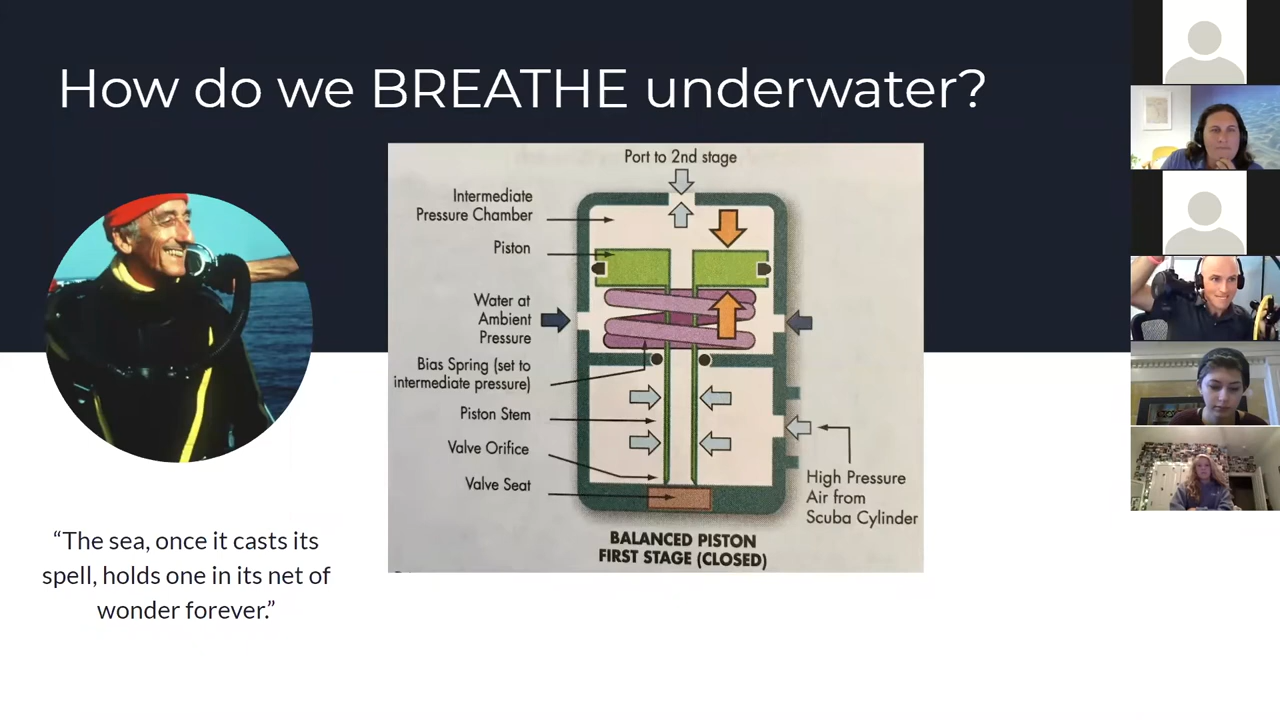 How do we BREATHE underwater?
Port to 2nd stage
Intermediate
Pressure Chamber
Piston
Water at
Ambient
Pressure
Bias Spring (set to
intermediate pressure)
Piston Stem
Valve Orifice
Valve Seat
High Pressure
Air from
Scuba Cylinder
BALANCED PISTON
FIRST STAGE (CLOSED)
“The sea, once it casts its
spell, holds one in its net of
wonder forever.”